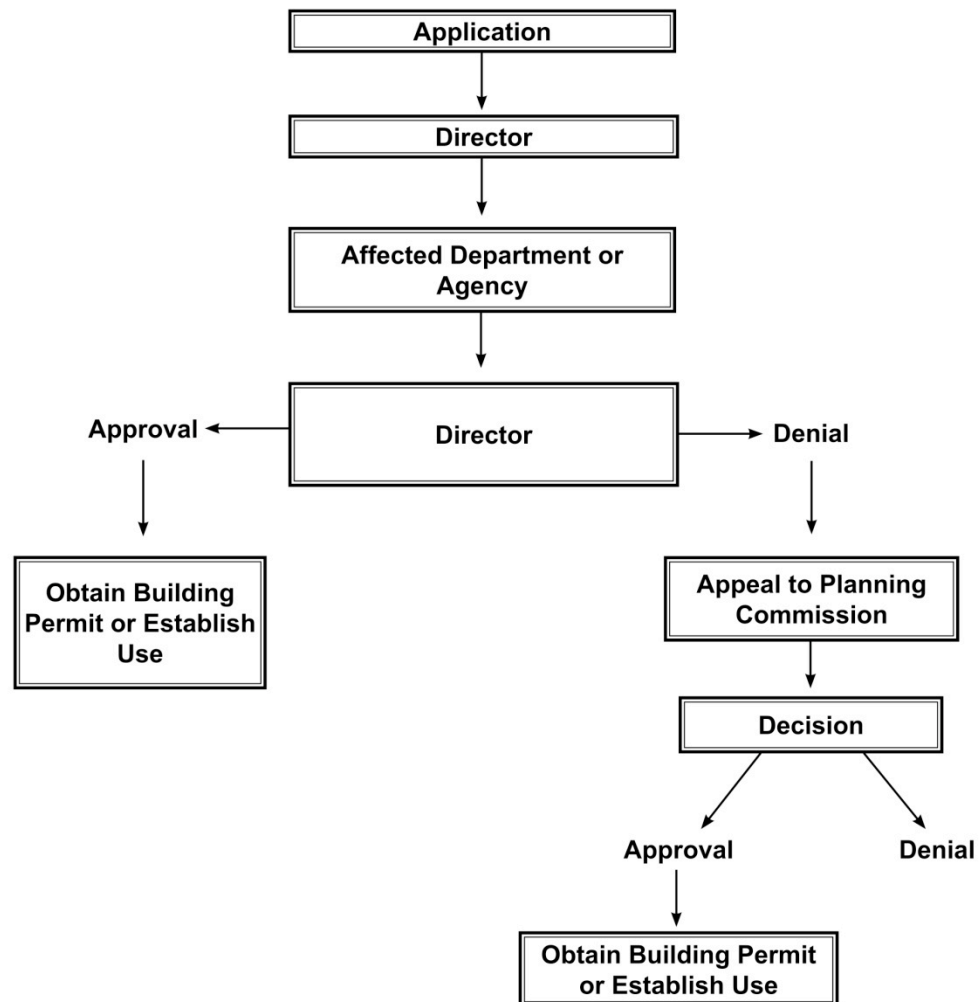 Application
Director
Affected Department or
Agency
Director
Approval
Denial
Obtain Building
Permit or Establish
Use
Appeal to Planning
Commission
Decision
Approval
Denial
Obtain Building Permit
or Establish Use